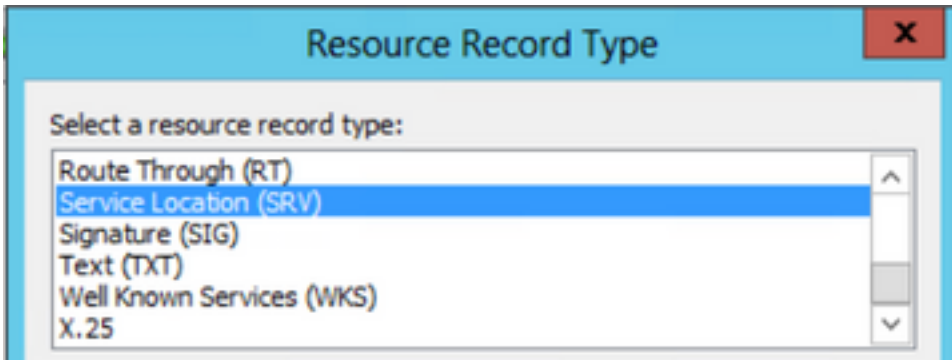 Resource Record Type
x
Select a resource record type:
Route Through (RT)
Service Location (SRV)
Signature (SIG)
Text (TXT)
Well Known Services (WKS)
X.25